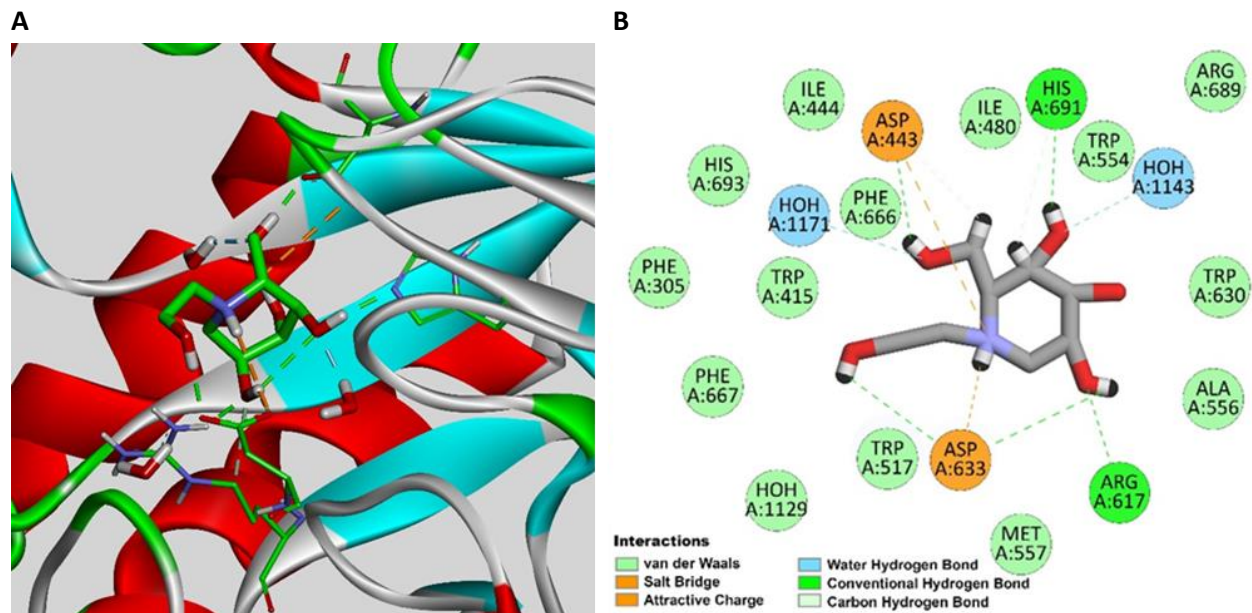 A
B
ILE
A:444
ASP
A:443
ILE
A:480
HIS
A:691
ARG
A:689
HIS
A:693
HOH
A:1171
PHE
A:666
TRP
A:554
HOH
A:1143
PHE
A:305
TRP
A:415
TRP
A:630
N
PHE
A:667
ALA
A:556
TRP
A:517
ASP
A:633
ARG
A:617
HOH
A:1129
MET
A:557
Interactions
van der Waals
Salt Bridge
Attractive Charge
Water Hydrogen Bond
Conventional Hydrogen Bond
Carbon Hydrogen Bond